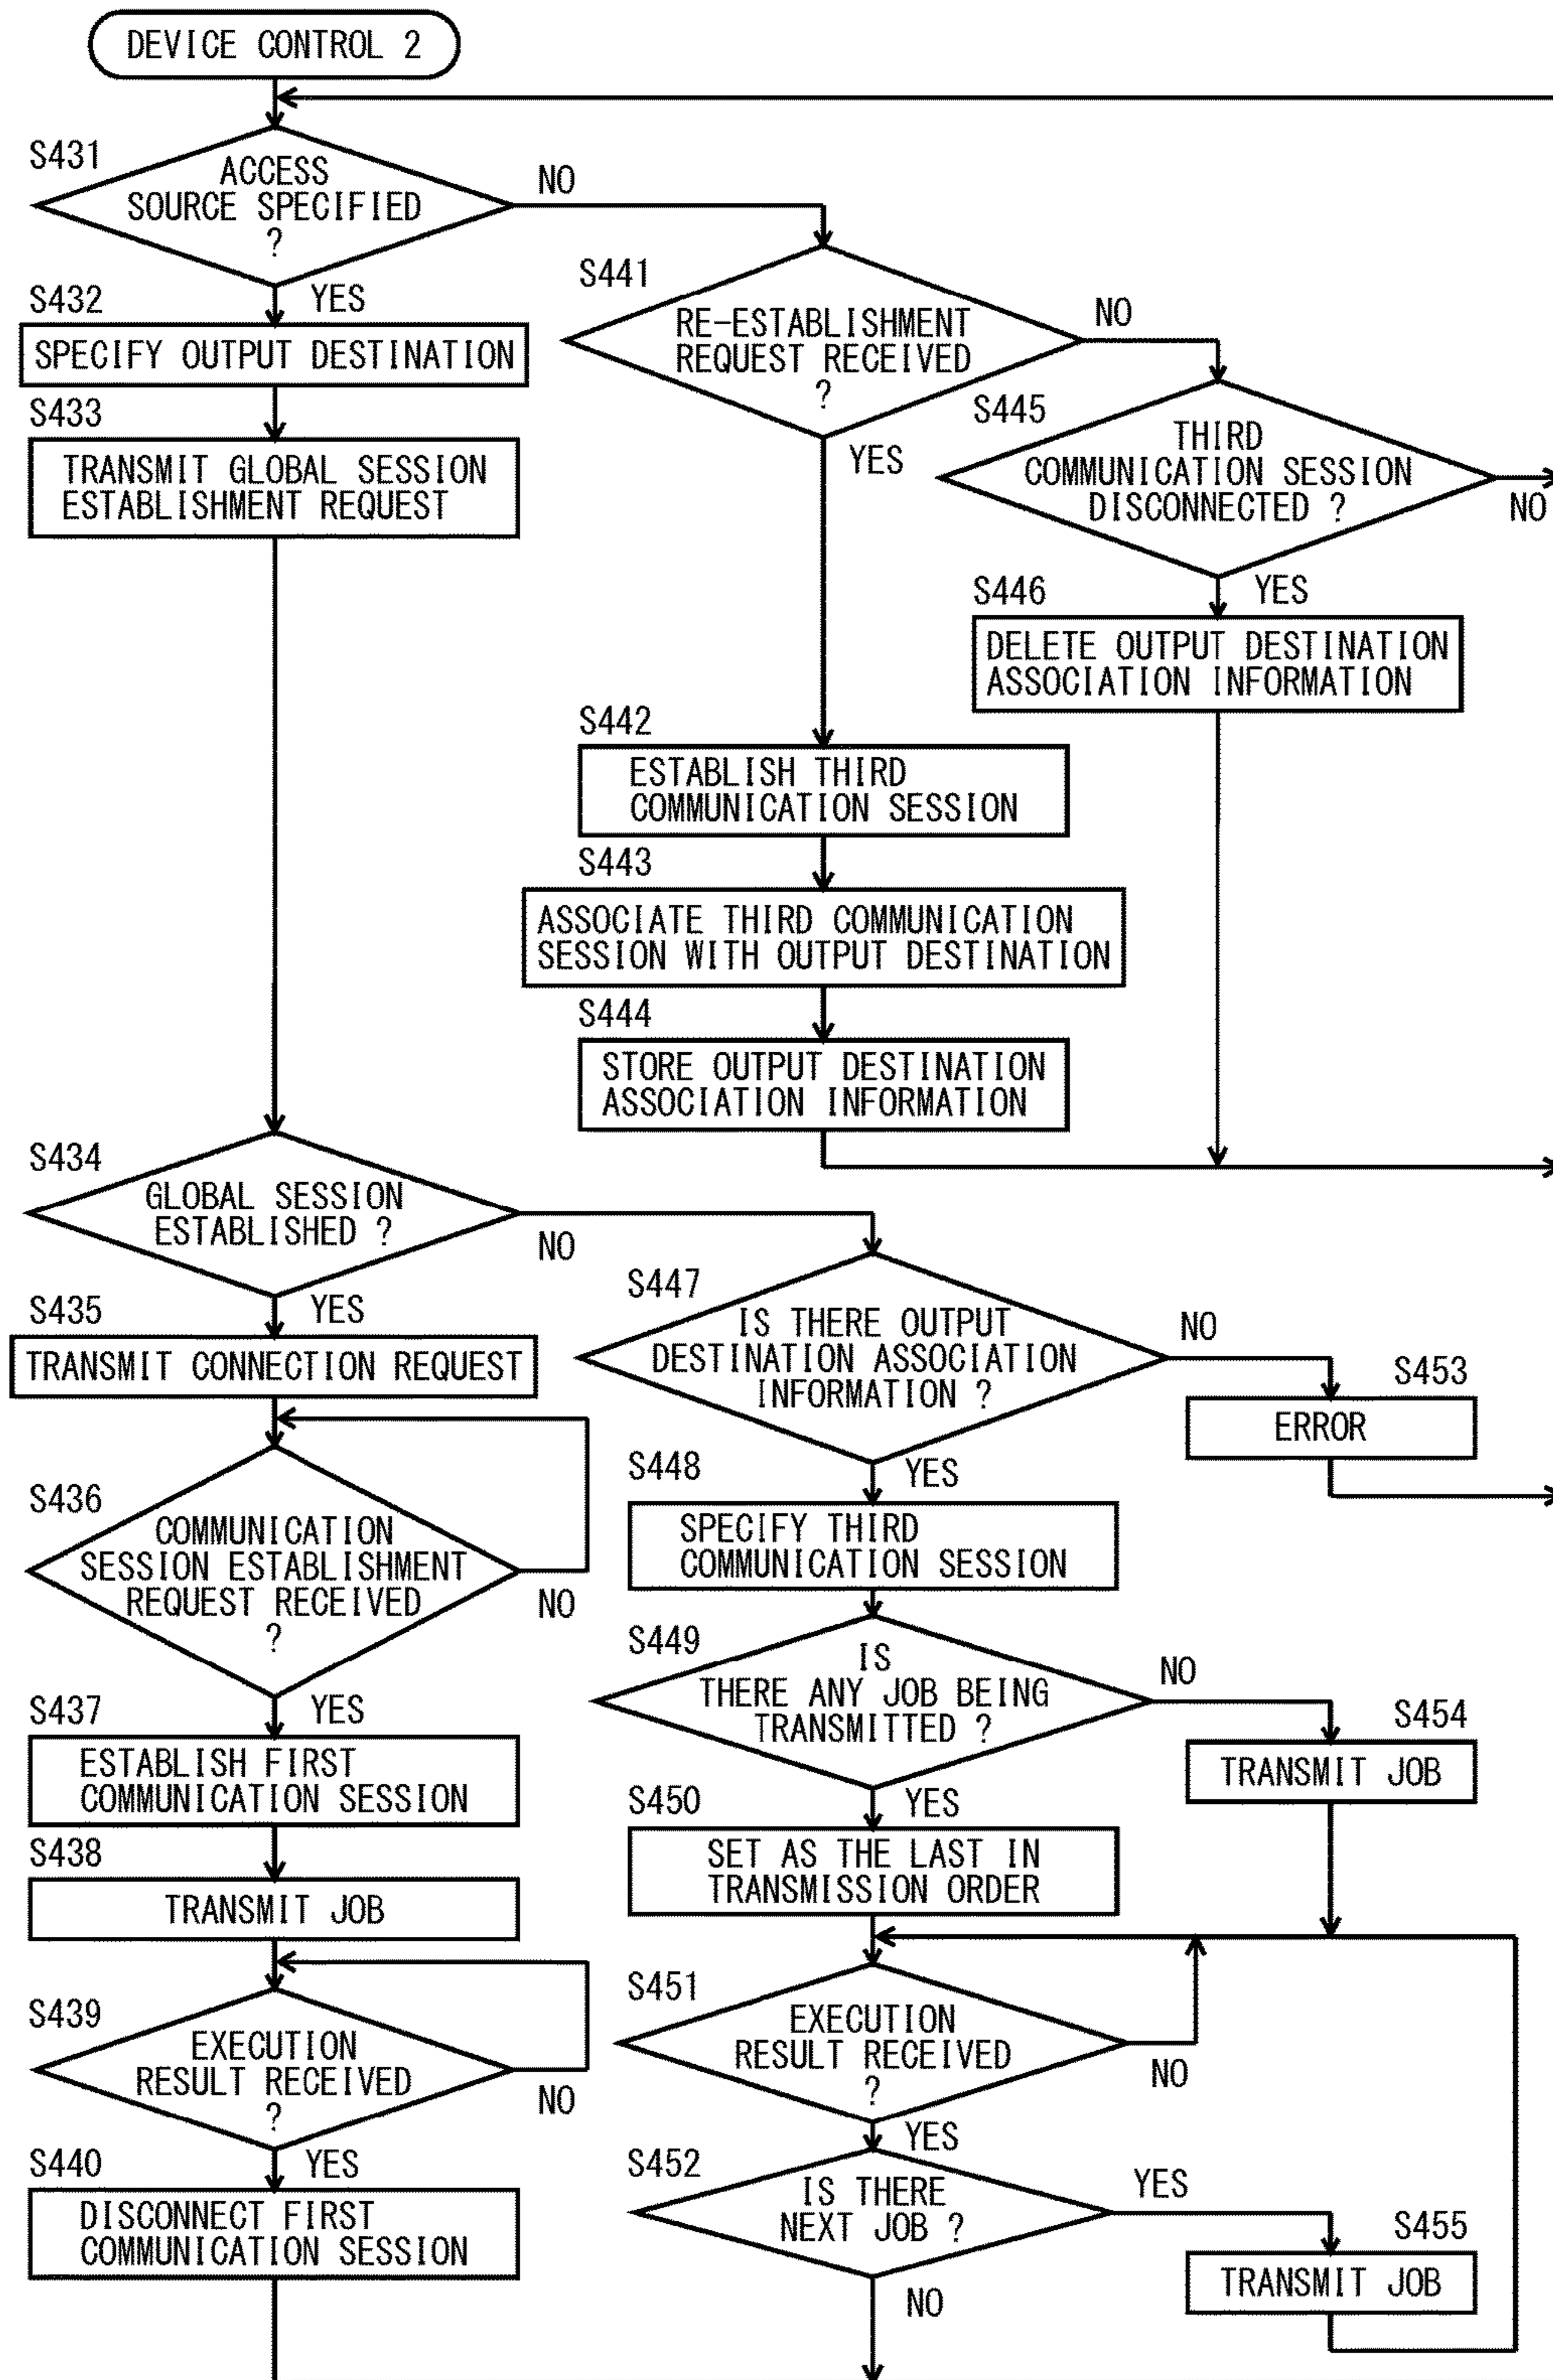 DEVICE CONTROL 2
S431
ACCESS
SOURCE SPECIFIED
?
NO
YES
S432
SPECIFY OUTPUT DESTINATION
S433
TRANSMIT GLOBAL SESSION
ESTABLISHMENT REQUEST
S441
RE-ESTABLISHMENT
REQUEST RECEIVED
?
NO
YES
S445
THIRD
COMMUNICATION SESSION
DISCONNECTED ?
NO
YES
S446
DELETE OUTPUT DESTINATION
ASSOCIATION INFORMATION
S442
ESTABLISH THIRD
COMMUNICATION SESSION
S443
ASSOCIATE THIRD COMMUNICATION
SESSION WITH OUTPUT DESTINATION
S444
STORE OUTPUT DESTINATION
ASSOCIATION INFORMATION
S434
GLOBAL SESSION
ESTABLISHED ?
NO
YES
S435
TRANSMIT CONNECTION REQUEST
S436
COMMUNICATION
SESSION ESTABLISHMENT
REQUEST RECEIVED
?
NO
YES
S437
ESTABLISH FIRST
COMMUNICATION SESSION
S438
TRANSMIT JOB
S439
EXECUTION
RESULT RECEIVED
?
NO
YES
S440
DISCONNECT FIRST
COMMUNICATION SESSION
S447
IS THERE OUTPUT
DESTINATION ASSOCIATION
INFORMATION ?
NO
YES
S453
ERROR
S448
SPECIFY THIRD
COMMUNICATION SESSION
S449
IS
THERE ANY JOB BEING
TRANSMITTED ?
NO
YES
S454
TRANSMIT JOB
S450
SET AS THE LAST IN
TRANSMISSION ORDER
S451
EXECUTION
RESULT RECEIVED
?
NO
YES
S452
IS THERE
NEXT JOB ?
YES
NO
S455
TRANSMIT JOB